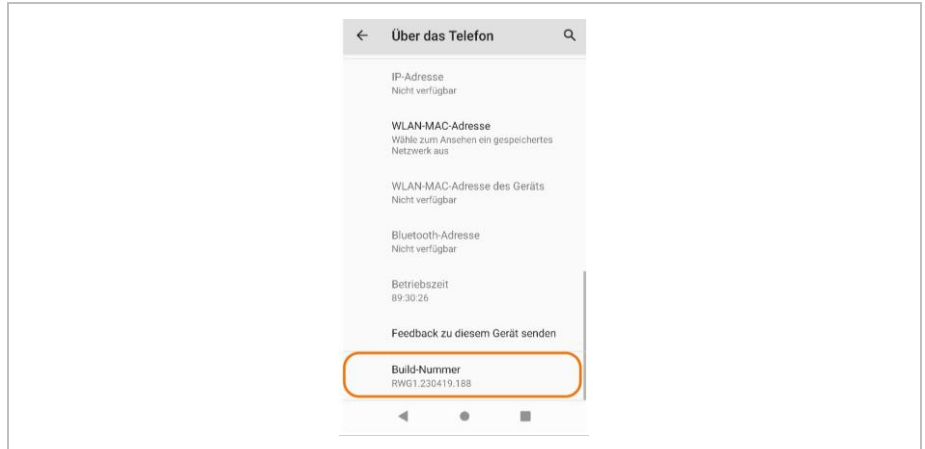 Über das Telefon
IP-Adresse
Nicht verfügbar
WLAN-MAC-Adresse
Wähle zum Ansehen ein gespeichertes
Netzwerk aus
WLAN-MAC-Adresse des Geräts
Nicht verfügbar
Bluetooth-Adresse
Nicht verfügbar
Betriebszeit
89:30:26
Feedback zu diesem Gerät senden
Build-Nummer
RWG1.230419.188